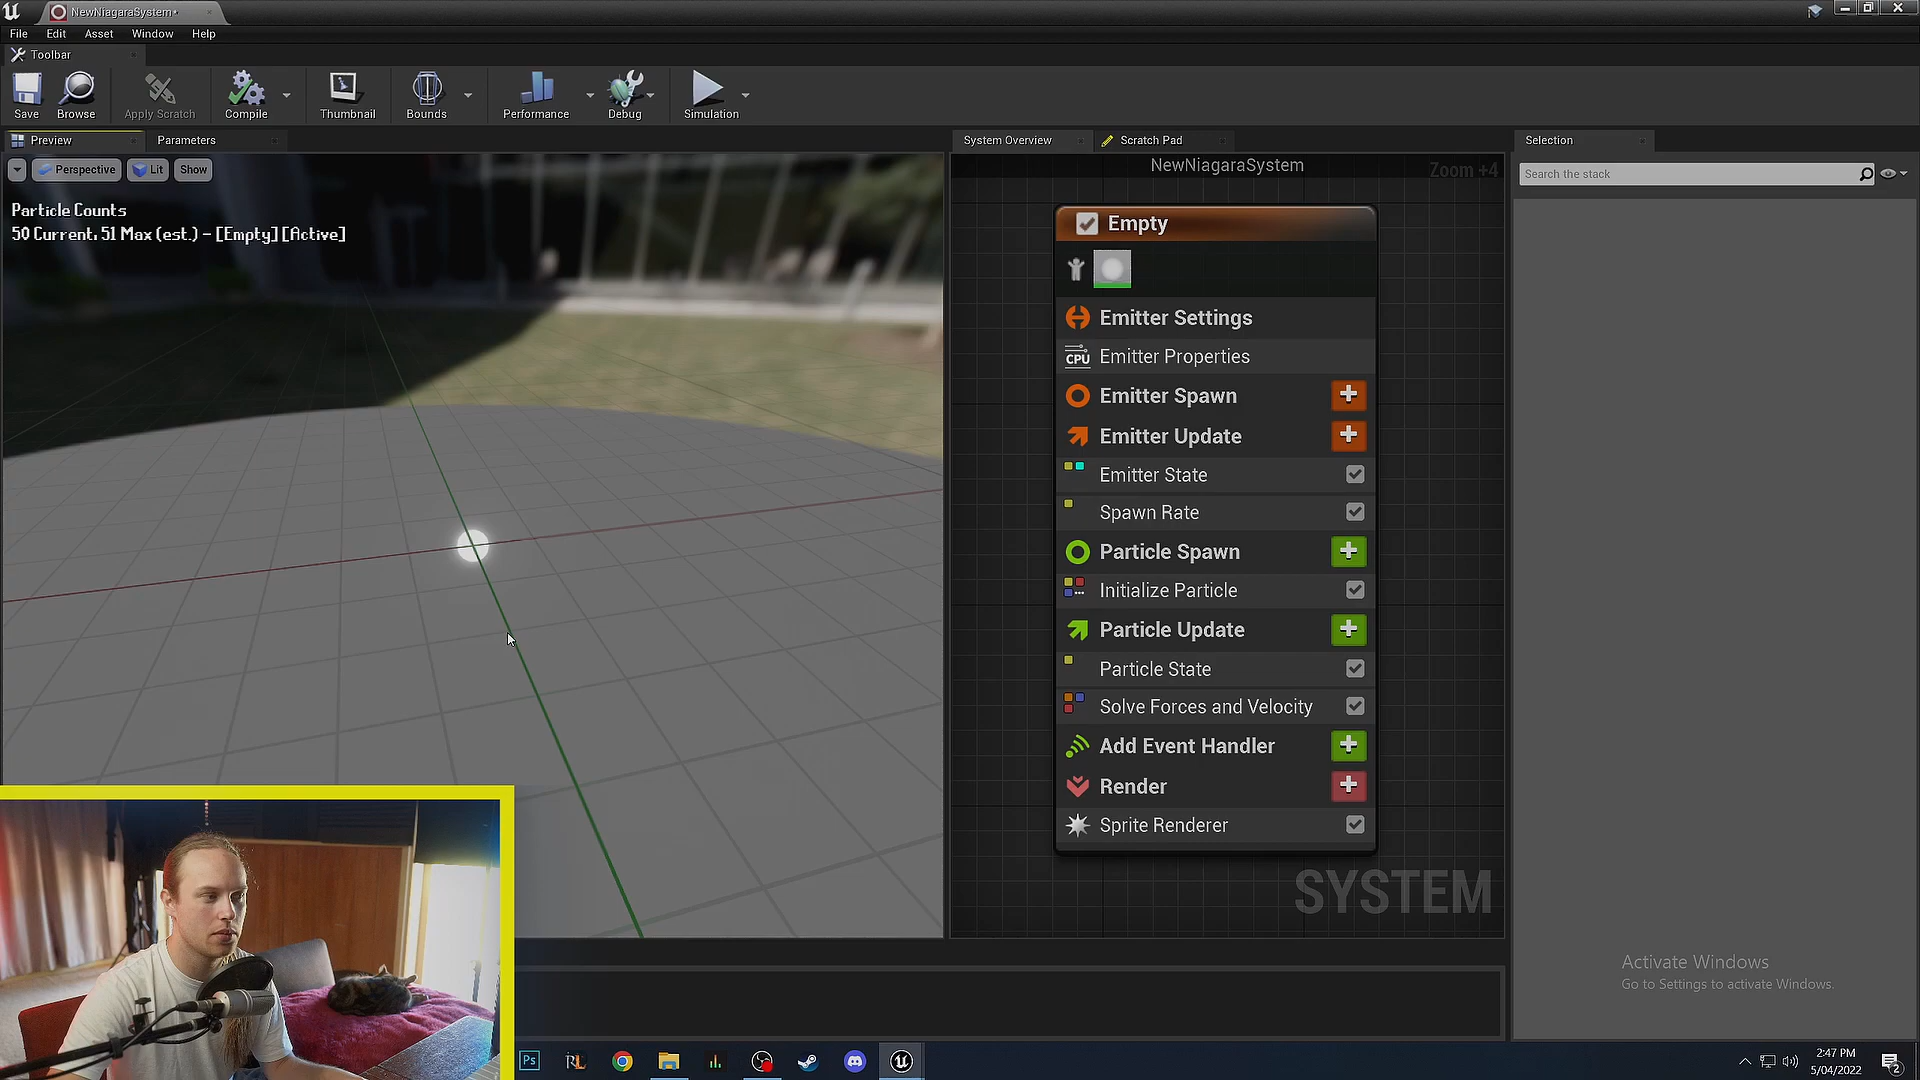 NewNiagaraSystem*
File Edit Asset Window Help
Toolbar
Save Browse Apply Scratch Compile Thumbnail Bounds Performance Debug Simulation
Preview Parameters System Overview Scratch Pad Selection
Perspective Lit Show
NewNiagaraSystem
Zoom +4
Search the stack
Particle Counts
50 Current, 51 Max (est.) - [Empty][Active]
Empty
Emitter Settings
CPU Emitter Properties
Emitter Spawn
Emitter Update
Emitter State
Spawn Rate
Particle Spawn
Initialize Particle
Particle Update
Particle State
Solve Forces and Velocity
Add Event Handler
Render
Sprite Renderer
SYSTEM
Activate Windows
Go to Settings to activate Windows.
Ps
RL
2:47 PM
5/04/2022
2